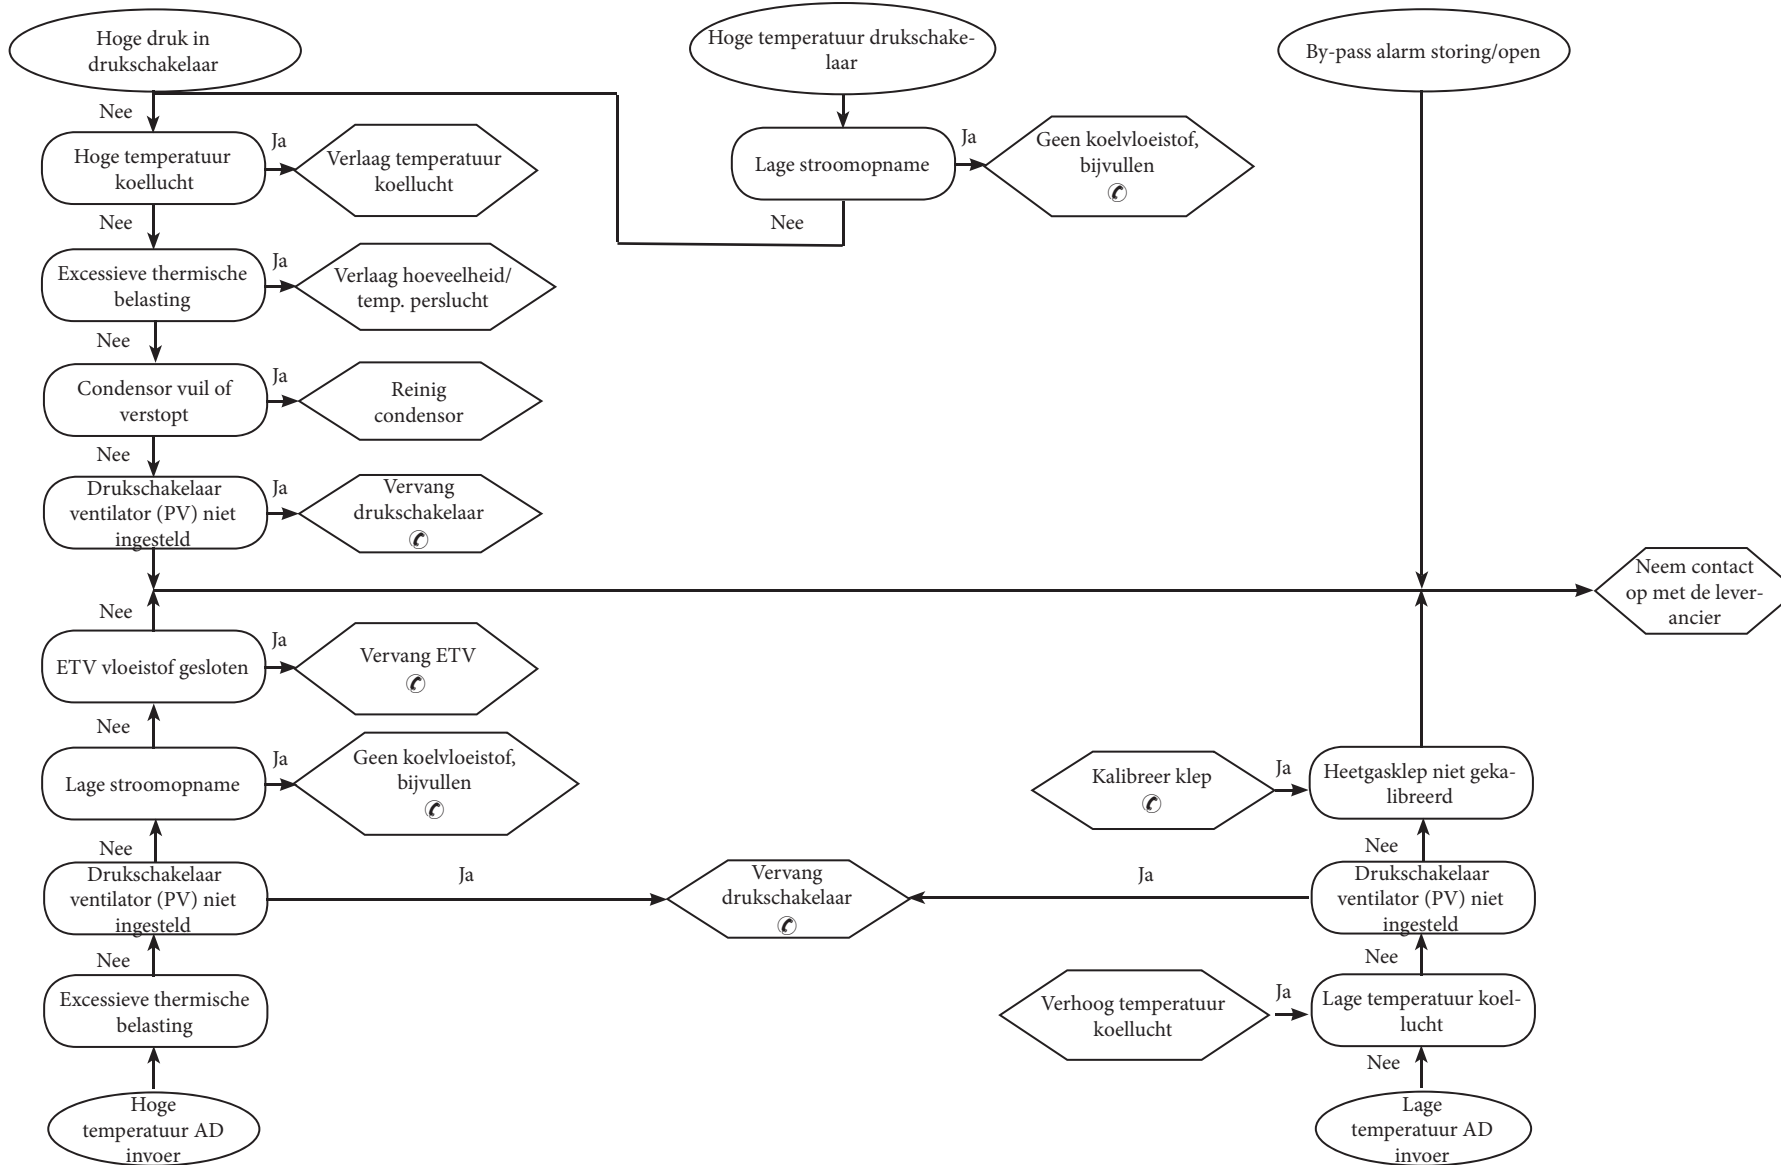 Hoge druk in
drukschakelaar
Hoge temperatuur drukschake-
laar
By-pass alarm storing/open
Nee
Hoge temperatuur
koellucht
Ja
Verlaag temperatuur
koellucht
Lage stroomopname
Ja
Geen koelvloeistof,
bijvullen
Nee
Nee
Excessieve thermische
belasting
Ja
Verlaag hoeveelheid/
temp. perslucht
Nee
Condensor vuil of
verstopt
Ja
Reinig
condensor
Nee
Drukschakelaar
ventilator (PV) niet
ingesteld
Ja
Vervang
drukschakelaar
Neem contact
op met de lever-
ancier
Nee
ETV vloeistof gesloten
Ja
Vervang ETV
Nee
Lage stroomopname
Ja
Geen koelvloeistof,
bijvullen
Kalibreer klep
Ja
Heetgasklep niet geka-
libreerd
Nee
Drukschakelaar
ventilator (PV) niet
ingesteld
Ja
Vervang
drukschakelaar
Ja
Nee
Drukschakelaar
ventilator (PV) niet
ingesteld
Nee
Excessieve thermische
belasting
Verhoog temperatuur
koellucht
Ja
Nee
Lage temperatuur koel-
lucht
Nee
Hoge
temperatuur AD
invoer
Lage
temperatuur AD
invoer